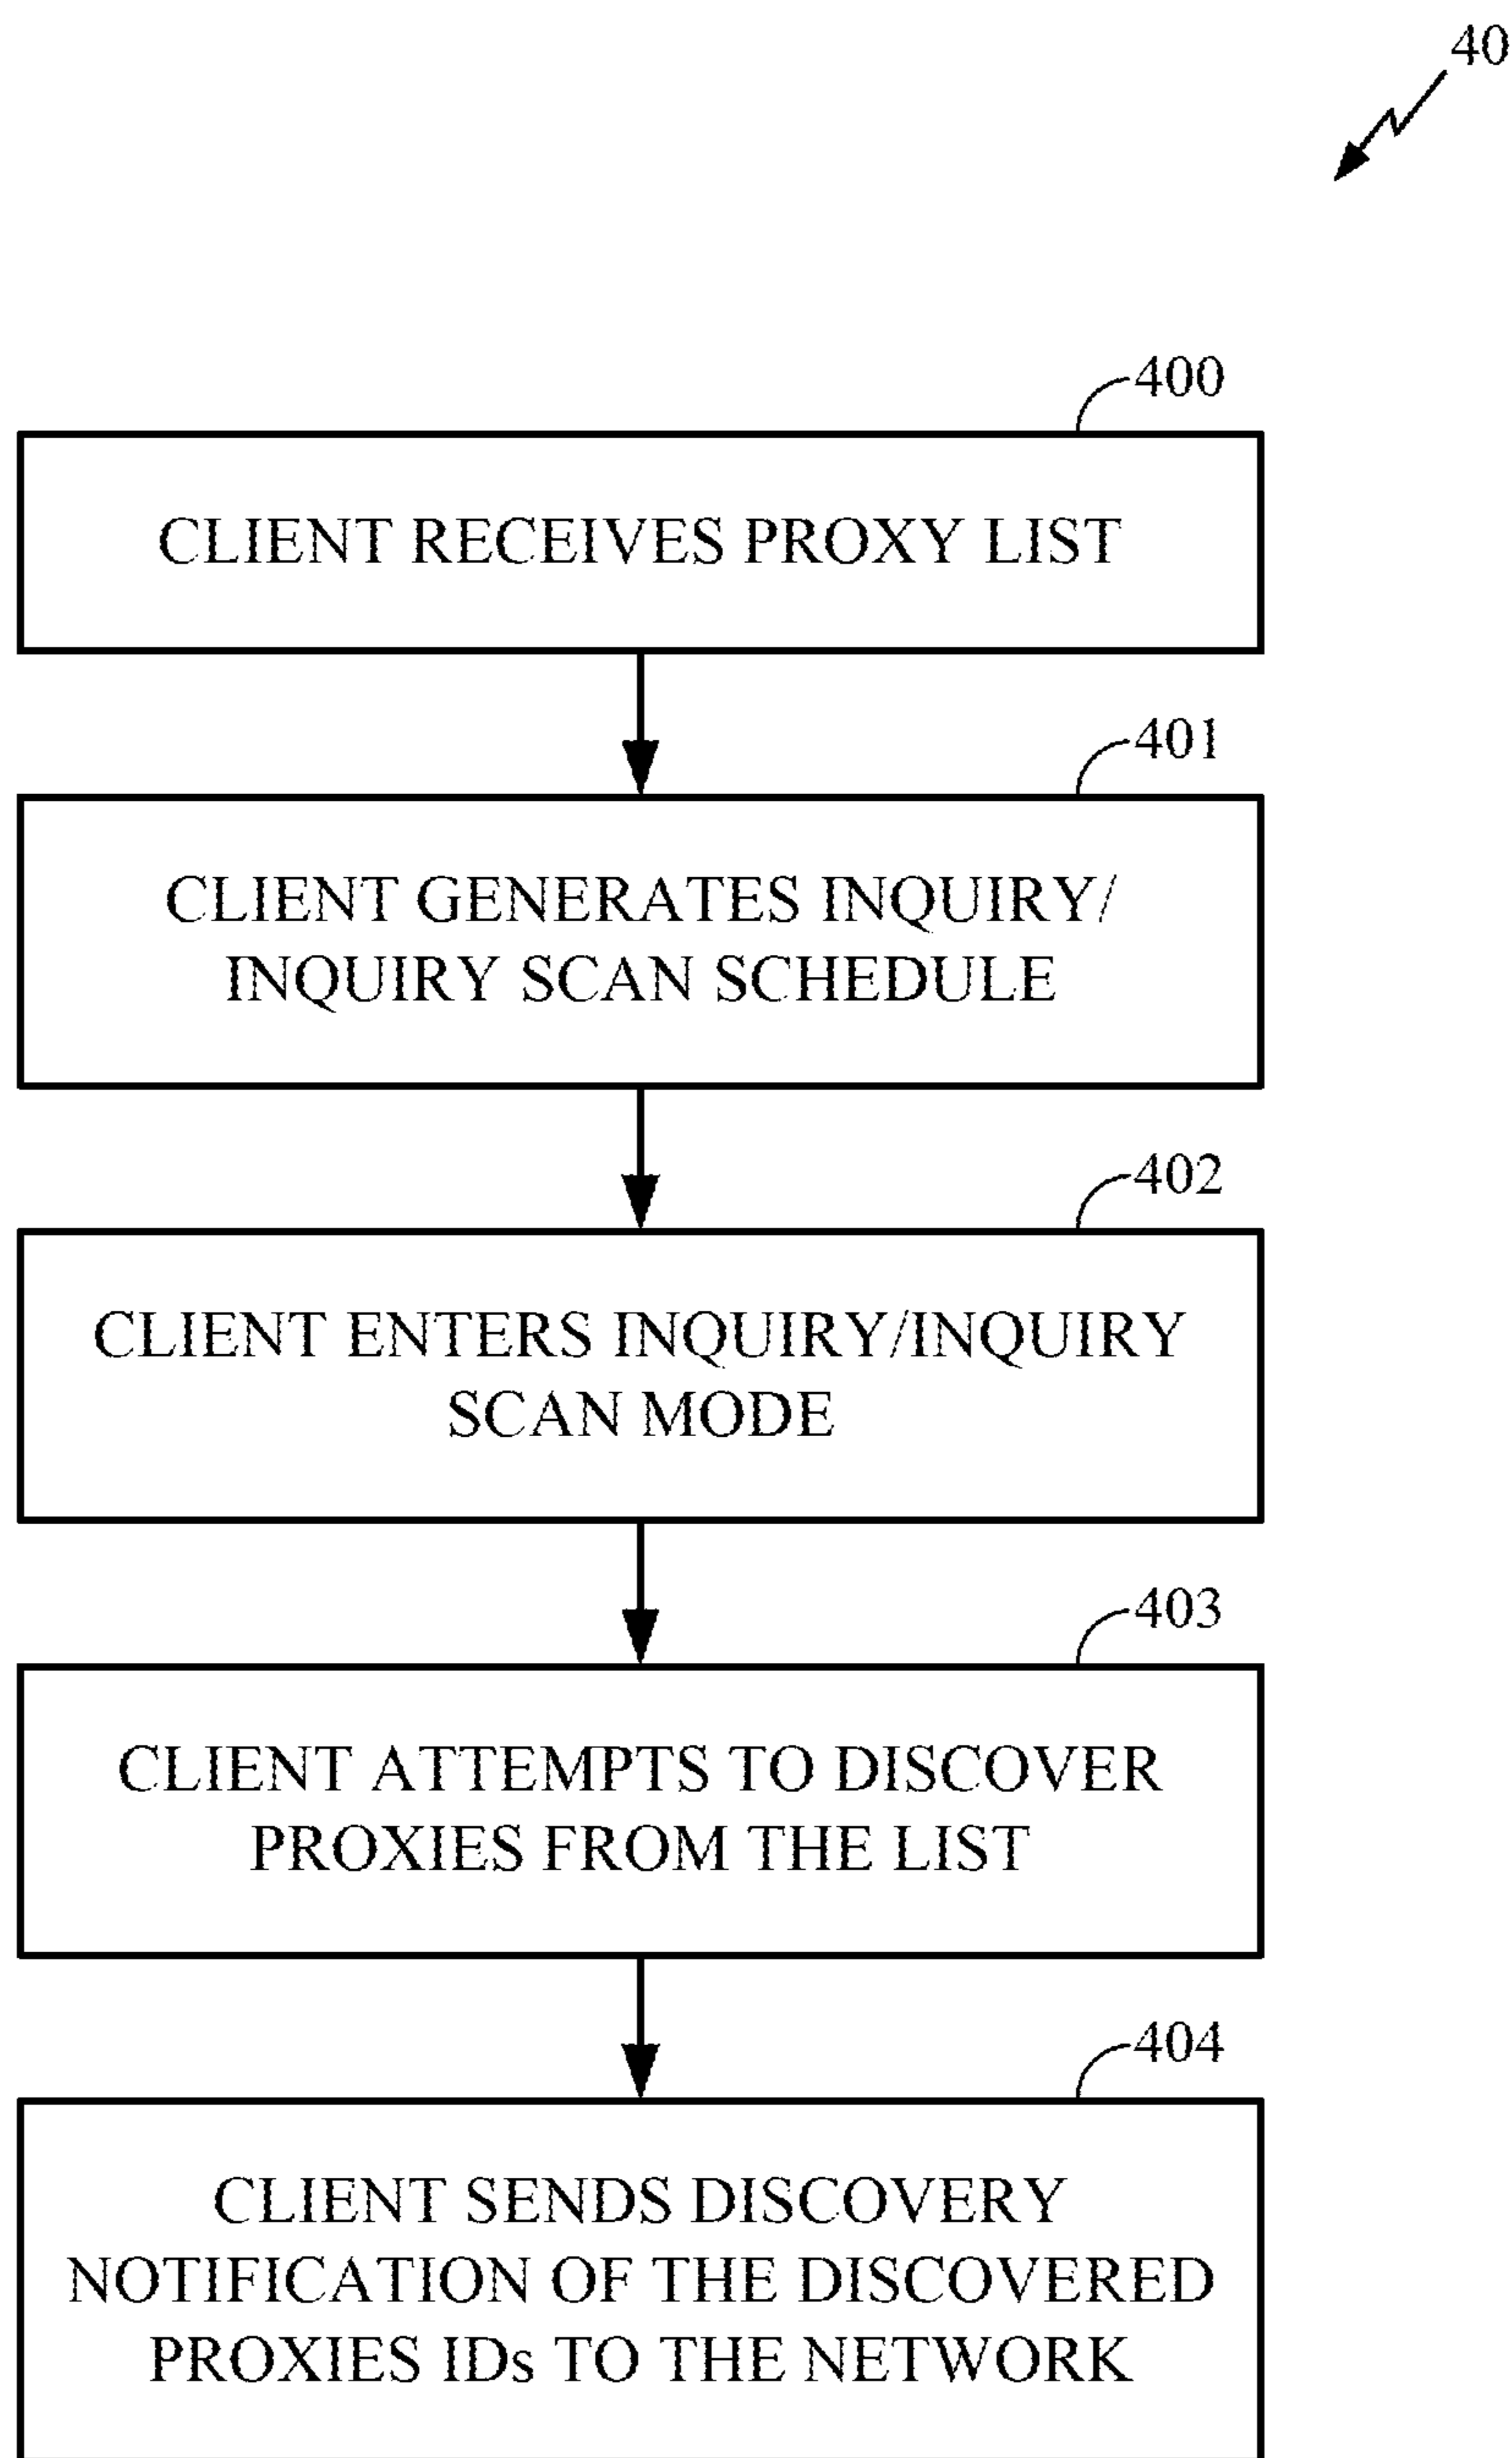 40
400
CLIENT RECEIVES PROXY LIST
401
CLIENT GENERATES INQUIRY/
INQUIRY SCAN SCHEDULE
402
CLIENT ENTERS INQUIRY/INQUIRY
SCAN MODE
403
CLIENT ATTEMPTS TO DISCOVER
PROXIES FROM THE LIST
404
CLIENT SENDS DISCOVERY
NOTIFICATION OF THE DISCOVERED
PROXIES IDs TO THE NETWORK